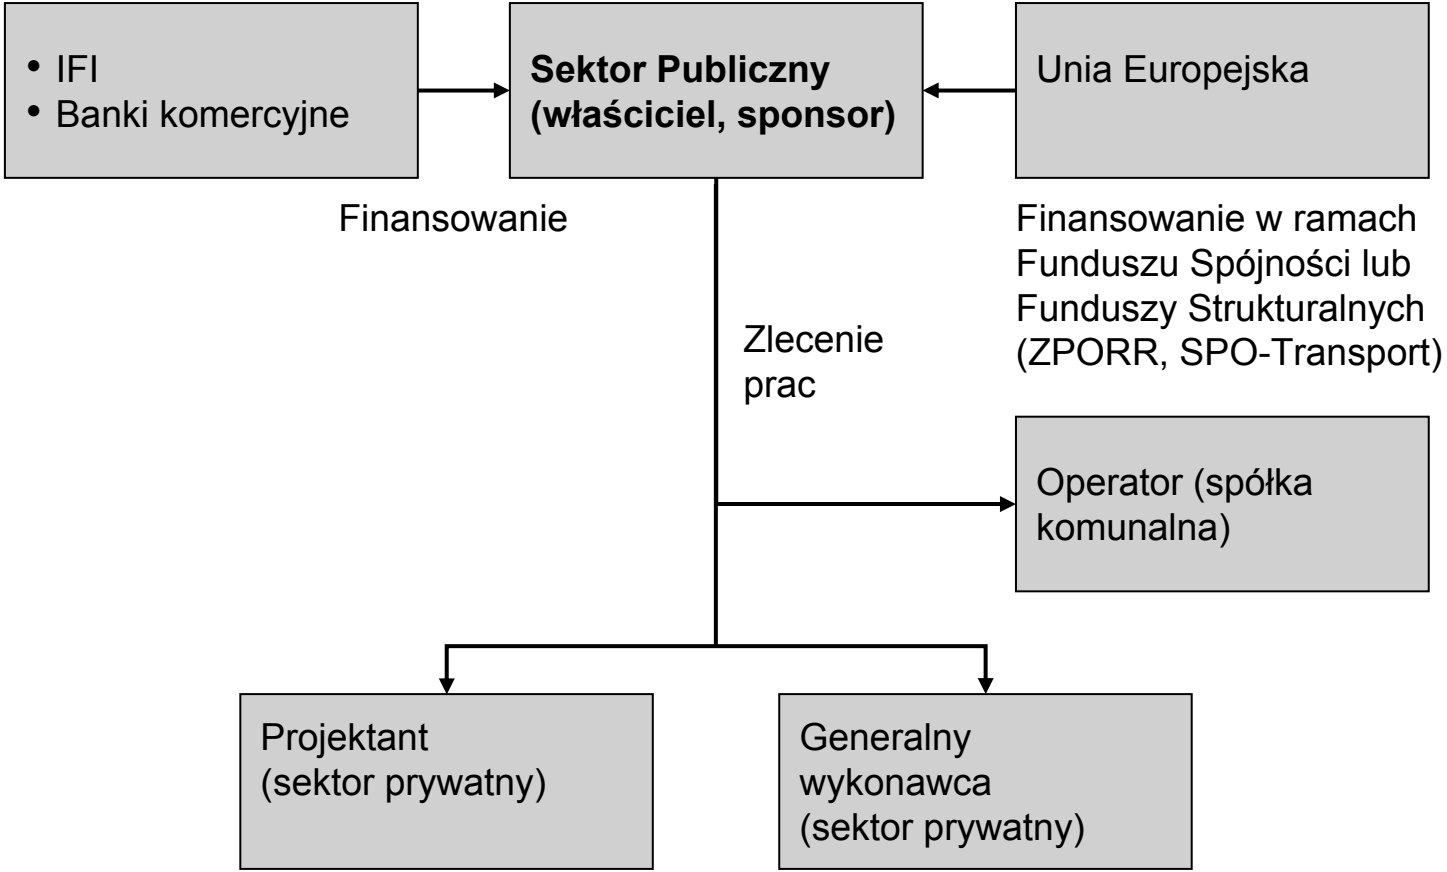 • IFI
• Banki komercyjne
Sektor Publiczny
(właściciel, sponsor)
Unia Europejska
Finansowanie
Finansowanie w ramach
Funduszu Spójności lub
Funduszy Strukturalnych
(ZPORR, SPO-Transport)
Zlecenie
prac
Operator (spółka
komunalna)
Projektant
(sektor prywatny)
Generalny
wykonawca
(sektor prywatny)